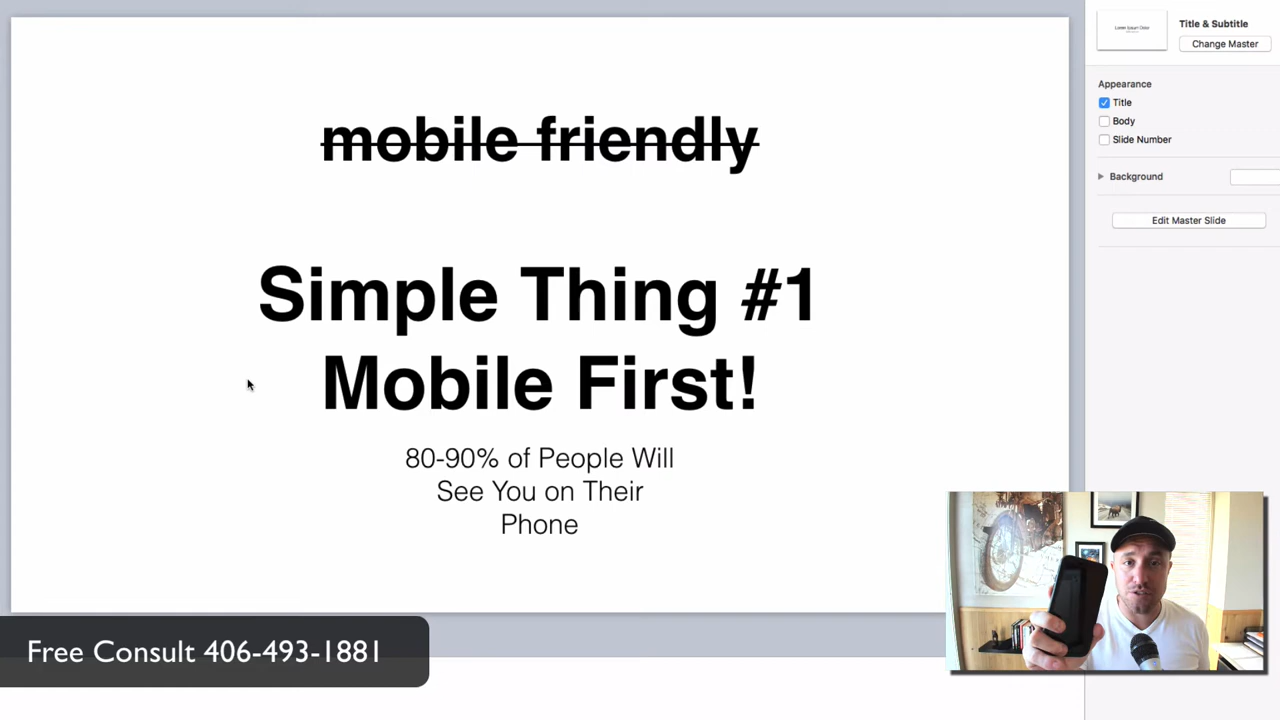 mobile friendly
Simple Thing #1
Mobile First!
80-90% of People Will
See You on Their
Phone
Free Consult 406-493-1881
Title & Subtitle
Change Master
Appearance
Title
Body
Slide Number
Background
Edit Master Slide